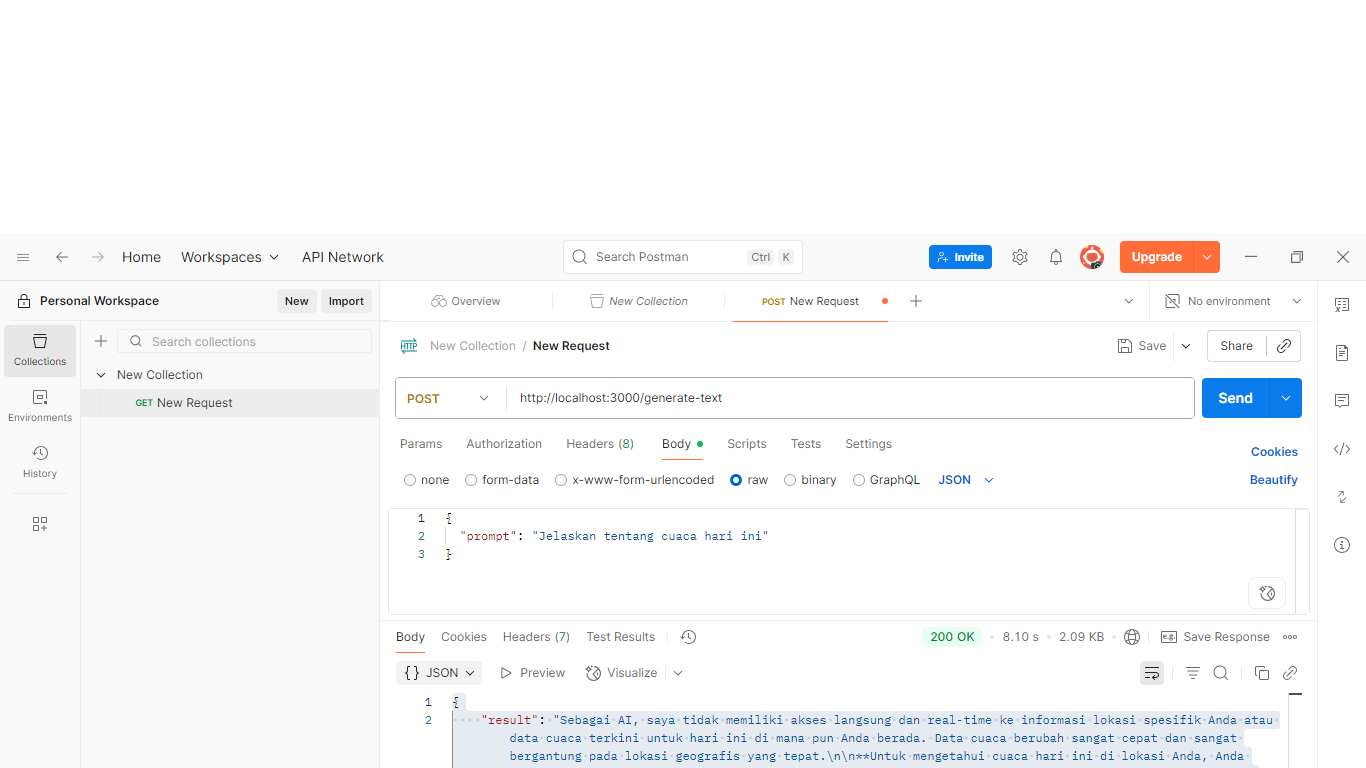 Home Workspaces API Network Search Postman Ctrl K Invite Upgrade
Personal Workspace New Import Overview New Collection POST New Request No environment
Collections
Search collections
New Collection
GET New Request
Environments
History
HTTP New Collection / New Request Save Share
POST http://localhost:3000/generate-text Send
Params Authorization Headers (8) Body Scripts Tests Settings Cookies
none form-data x-www-form-urlencoded raw binary GraphQL JSON Beautify
1 {
2 "prompt": "Jelaskan tentang cuaca hari ini"
3 }
Body Cookies Headers (7) Test Results 200 OK • 8.10 s • 2.09 KB • e.g. Save Response
{} JSON Preview Visualize
1 {
2 "result": "Sebagai AI, saya tidak memiliki akses langsung dan real-time ke informasi lokasi spesifik Anda atau
data cuaca terkini untuk hari ini di mana pun Anda berada. Data cuaca berubah sangat cepat dan sangat
bergantung pada lokasi geografis yang tepat.\n\n**Untuk mengetahui cuaca hari ini di lokasi Anda, Anda